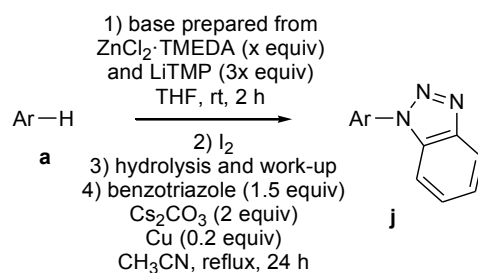 1) base prepared from
ZnCl₂·TMEDA (x equiv)
and LiTMP (3x equiv)
THF, rt, 2 h
Ar—H
a
2) I₂
3) hydrolysis and work-up
4) benzotriazole (1.5 equiv)
Cs₂CO₃ (2 equiv)
Cu (0.2 equiv)
CH₃CN, reflux, 24 h
N
N
Ar
N
j